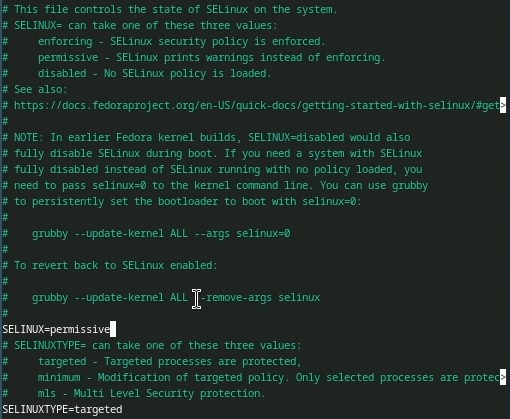 # This file controls the state of SELinux on the system.
# SELINUX= can take one of these three values:
#     enforcing - SELinux security policy is enforced.
#     permissive - SELinux prints warnings instead of enforcing.
#     disabled - No SELinux policy is loaded.
# See also:
# https://docs.fedoraproject.org/en-US/quick-docs/getting-started-with-selinux/#get>
#
# NOTE: In earlier Fedora kernel builds, SELINUX=disabled would also
# fully disable SELinux during boot. If you need a system with SELinux
# fully disabled instead of SELinux running with no policy loaded, you
# need to pass selinux=0 to the kernel command line. You can use grubby
# to persistently set the bootloader to boot with selinux=0:
#
#    grubby --update-kernel ALL --args selinux=0
#
# To revert back to SELinux enabled:
#
#    grubby --update-kernel ALL --remove-args selinux
#
SELINUX=permissive
# SELINUXTYPE= can take one of these three values:
#     targeted - Targeted processes are protected,
#     minimum - Modification of targeted policy. Only selected processes are protec>
#     mls - Multi Level Security protection.
SELINUXTYPE=targeted